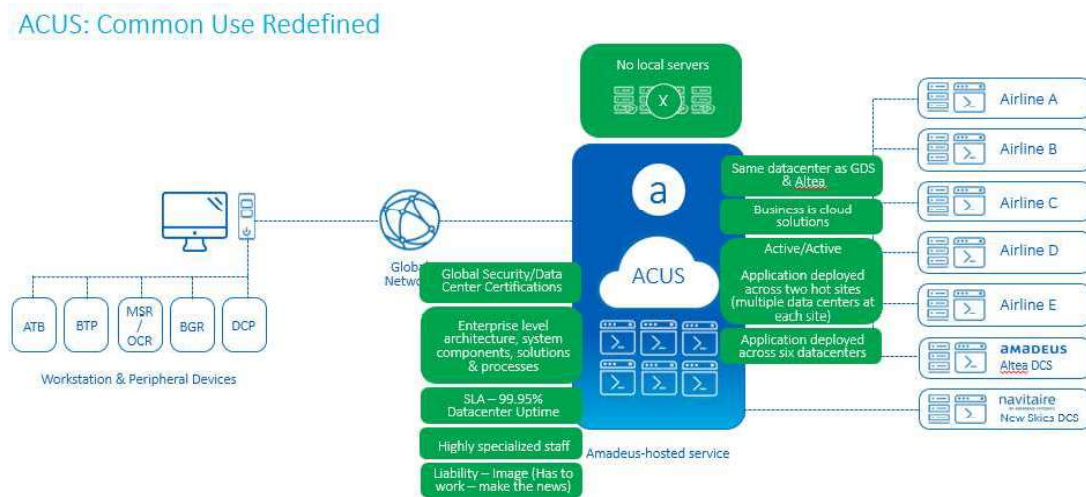 ACUS: Common Use Redefined
No local servers
X
a
ACUS
Same datacenter as GDS
& Altea
Business is cloud
solutions
Active/Active
Application deployed
across two hot sites
(multiple data centers at
each site)
Application deployed
across six datacenters
Airline A
Airline B
Airline C
Airline D
Airline E
aMaDEUS
Altea DCS
navitaire
New Skies DCS
Global
Netwo
Global Security/Data
Center Certifications
Enterprise level
architecture, system
components, solutions
& processes
SLA – 99.95%
Datacenter Uptime
Highly specialized staff
Liability – Image (Has to
work – make the news)
Amadeus-hosted service
ATB
BTP
MSR
/
OCR
BGR
DCP
Workstation & Peripheral Devices